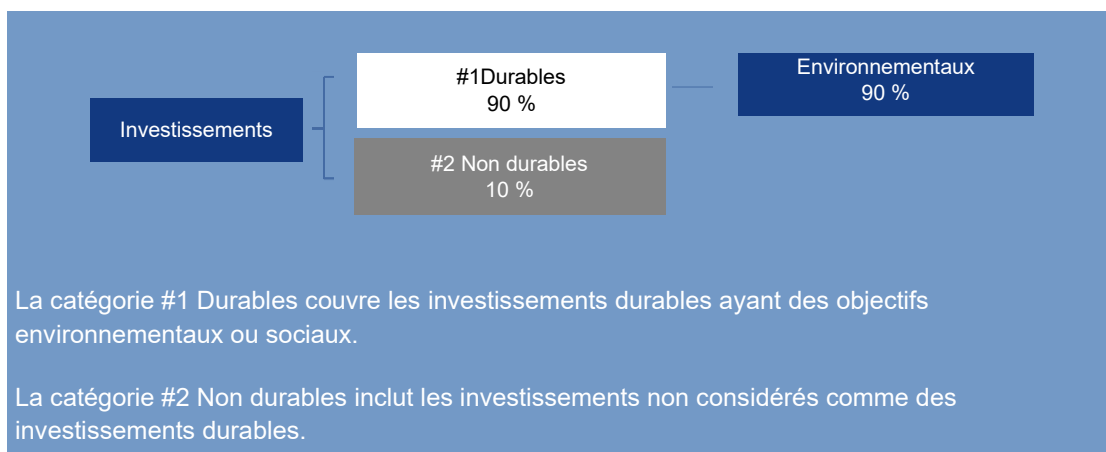 Investissements
#1Durables
90 %
Environnementaux
90 %
#2 Non durables
10 %
La catégorie #1 Durables couvre les investissements durables ayant des objectifs
environnementaux ou sociaux.
La catégorie #2 Non durables inclut les investissements non considérés comme des
investissements durables.